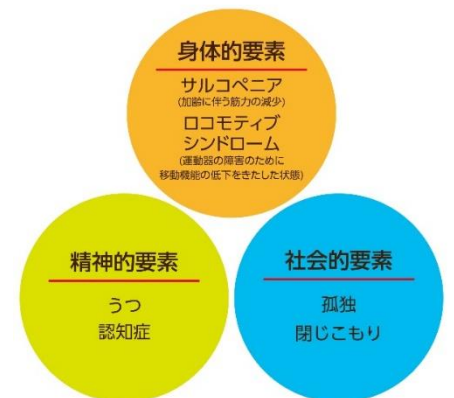 身体的要素
サルコペニア
(加齢に伴う筋力の減少)
ロコモティブ
シンドローム
(運動器の障害のために
移動機能の低下をきたした状態)
精神的要素
うつ
認知症
社会的要素
孤独
閉じこもり